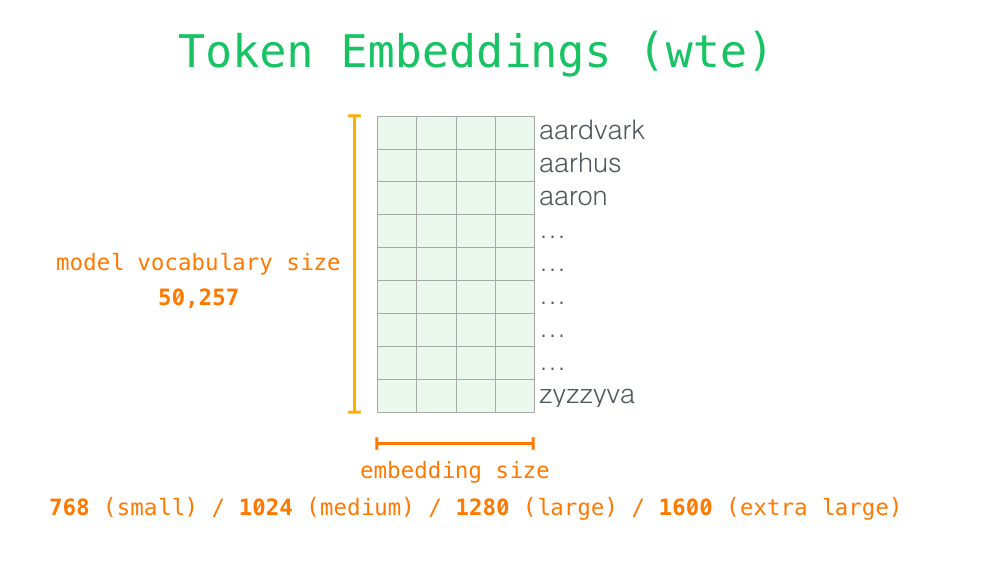 Token Embeddings (wte)
aardvark
aarhus
aaron
...
...
...
...
...
zyzzyva
model vocabulary size
50,257
embedding size
768 (small) / 1024 (medium) / 1280 (large) / 1600 (extra large)